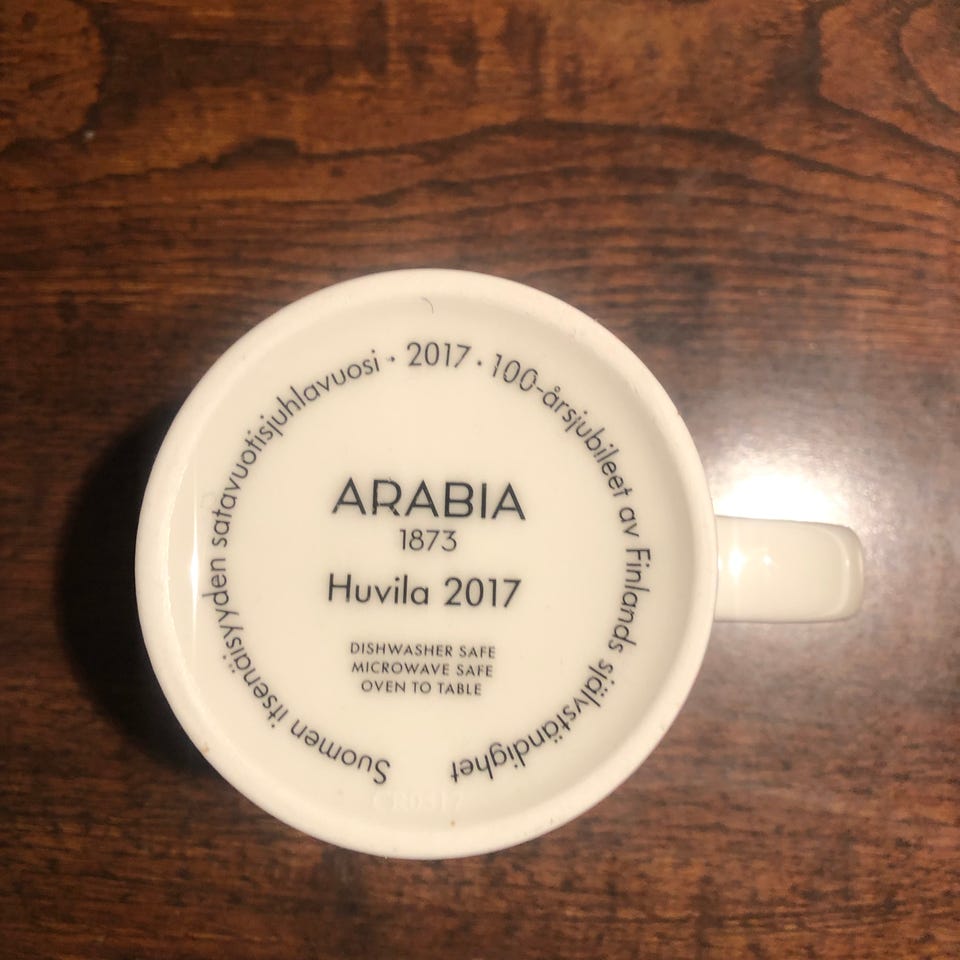 Suomen itsenäisyyden satavuotisjuhlavuosi · 2017 · 100-årsjubileet av Finlands självständighet
ARABIA
1873
Huvila 2017
DISHWASHER SAFE
MICROWAVE SAFE
OVEN TO TABLE